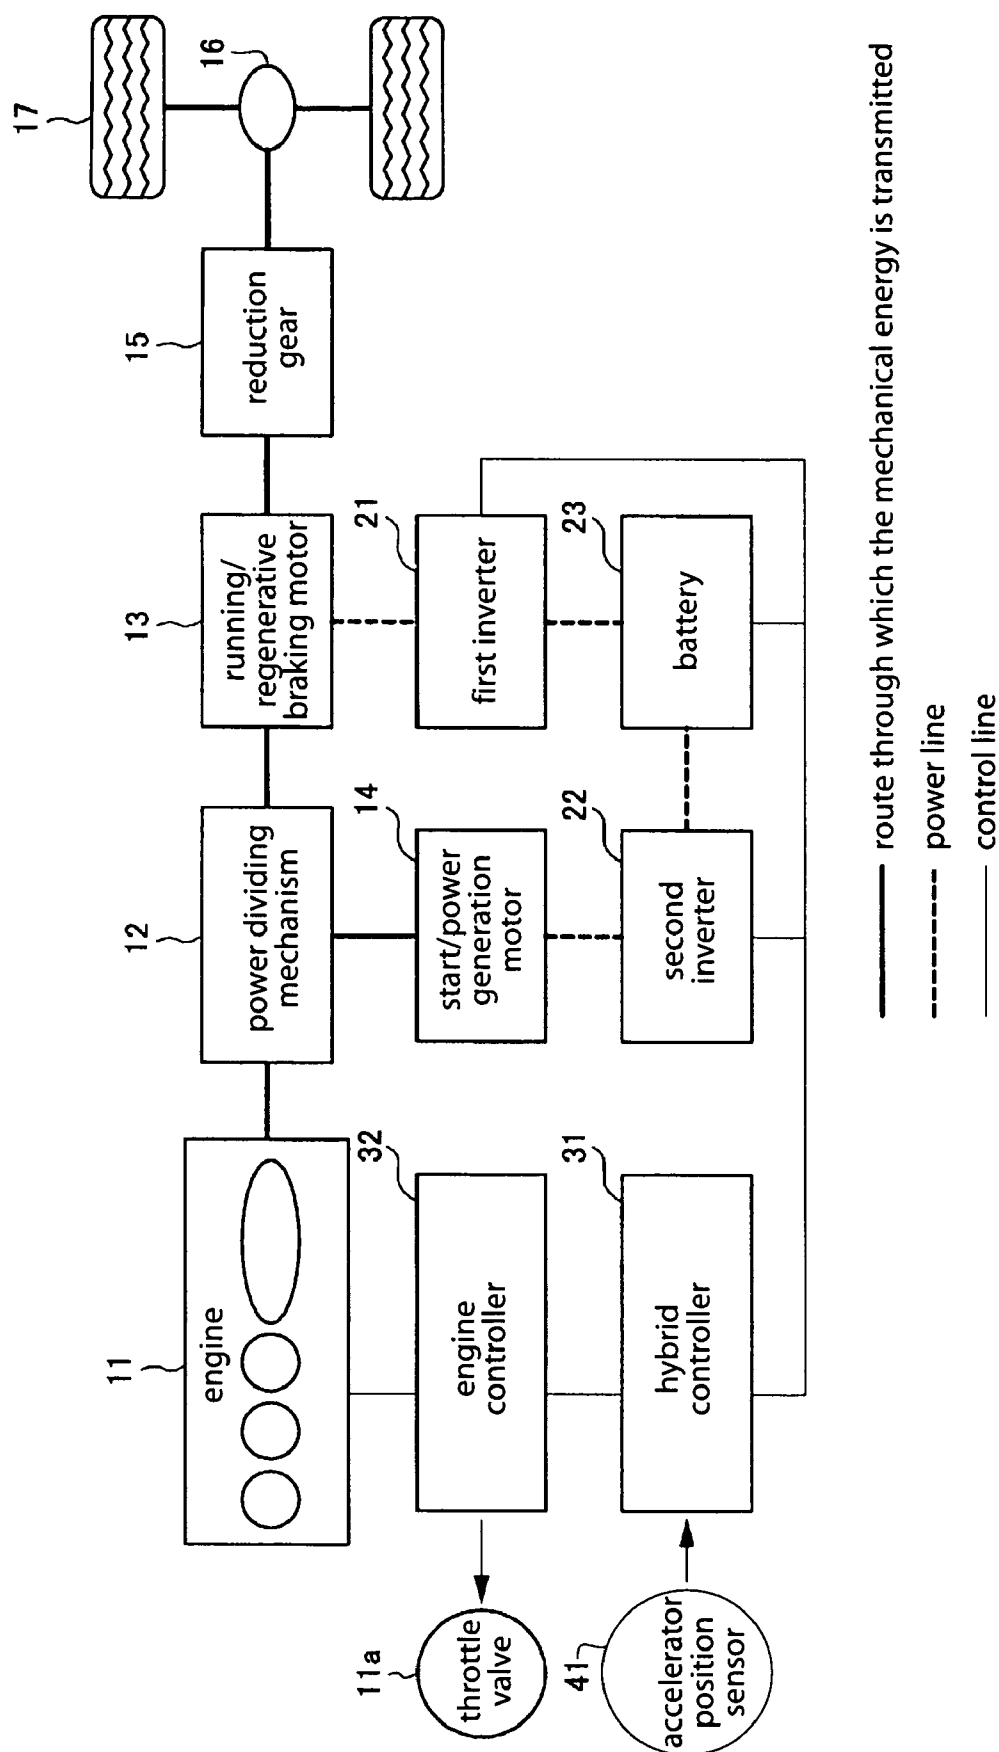 17
16
15
reduction
gear
13
running/
regenerative
braking motor
21
first inverter
23
battery
12
power dividing
mechanism
14
start/power
generation
motor
22
second
inverter
11
engine
32
engine
controller
31
hybrid
controller
11a
throttle
valve
41
accelerator
position
sensor
route through which the mechanical energy is transmitted
power line
control line